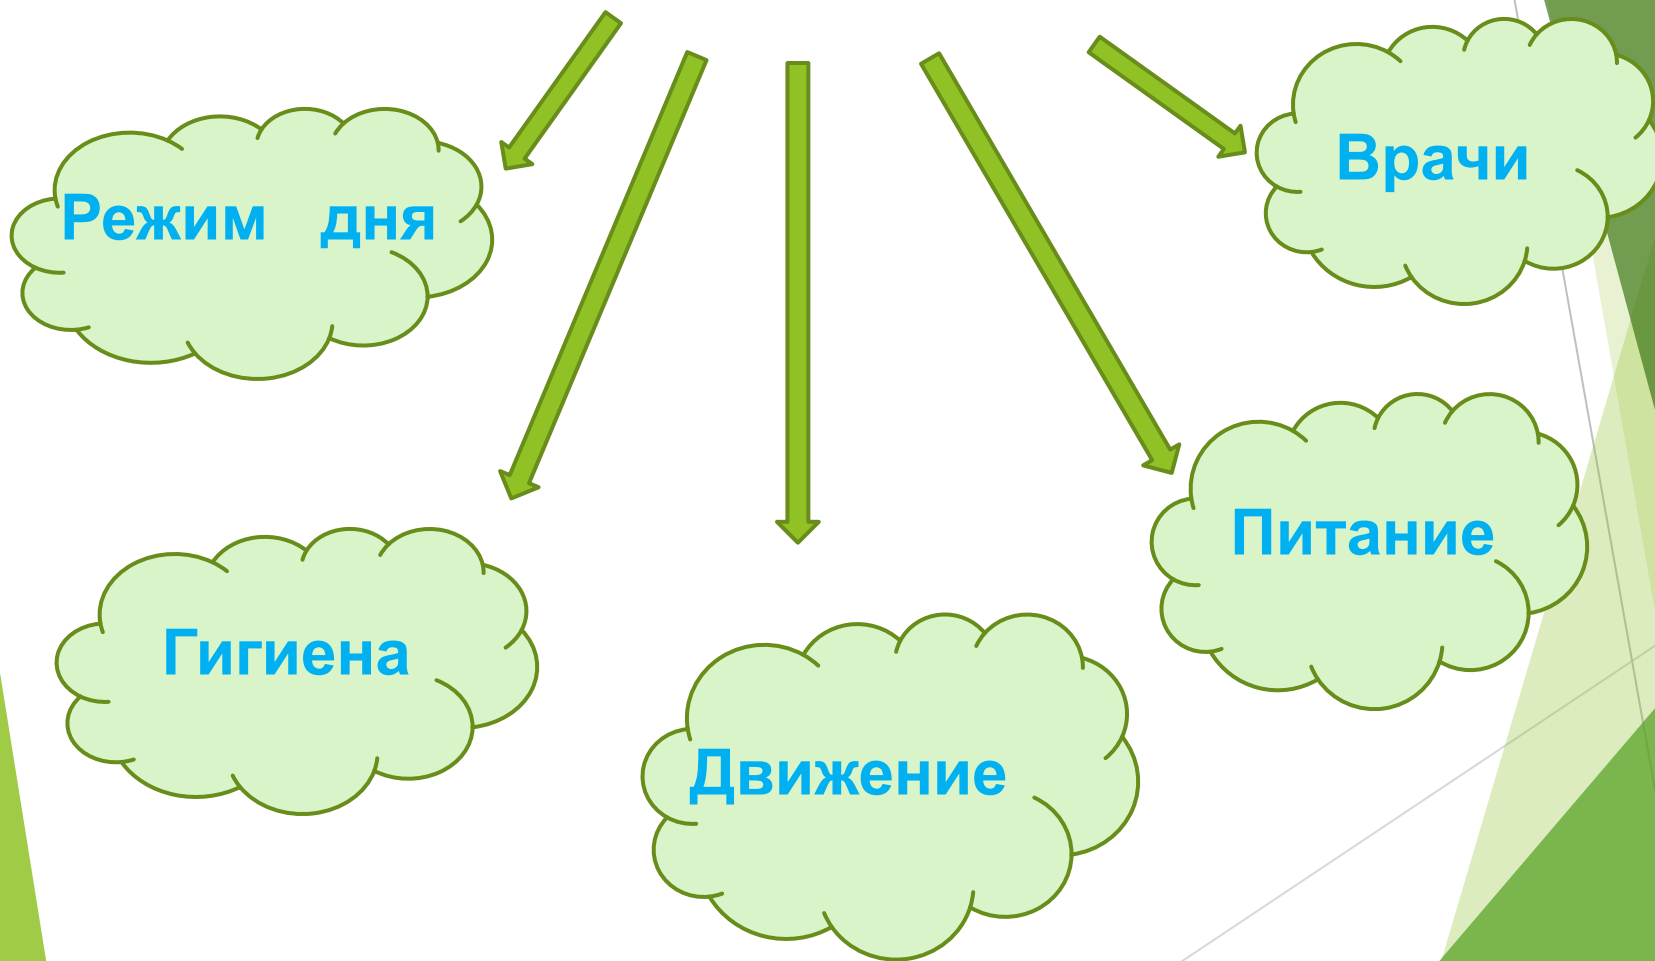 Режим дня
Врачи
Гигиена
Питание
Движение